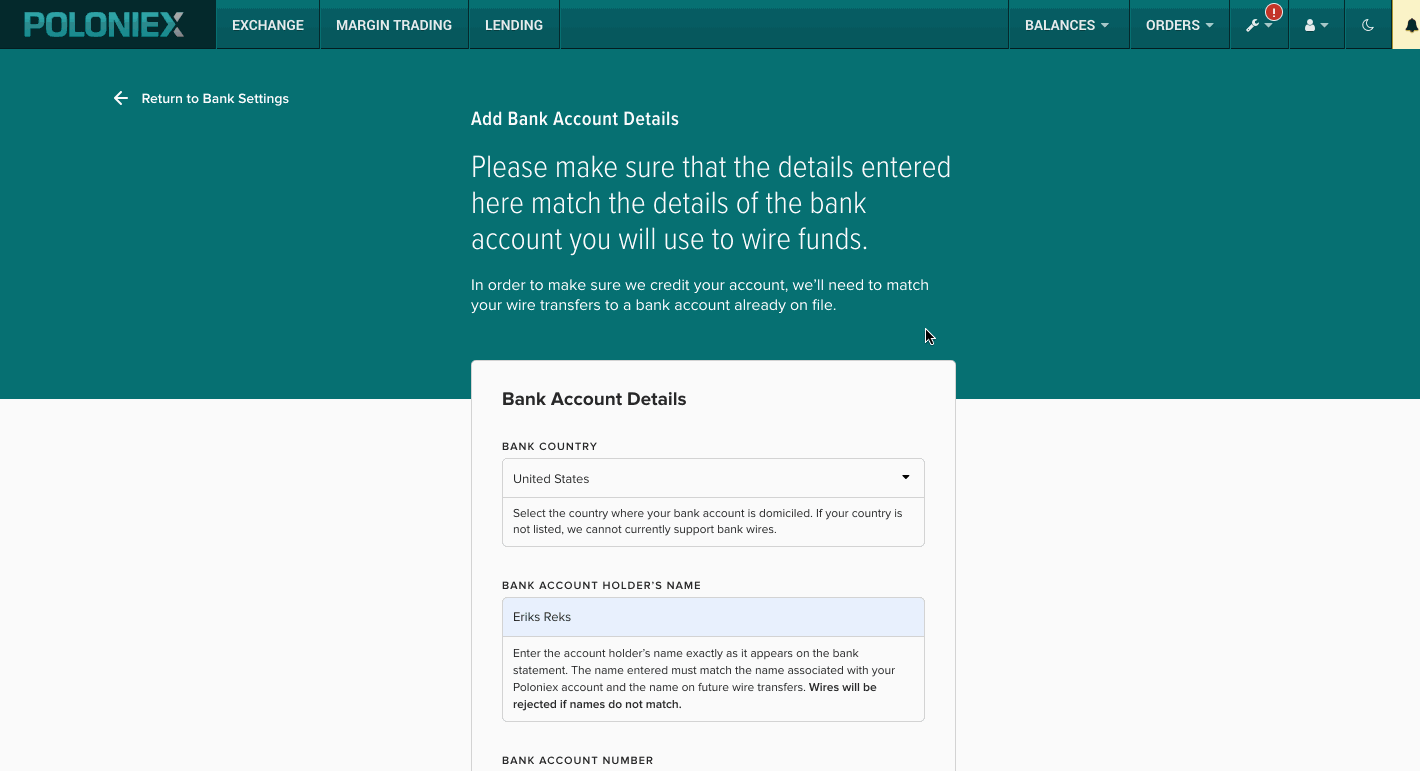 POLONIEX
EXCHANGE
MARGIN TRADING
LENDING
BALANCES
ORDERS
!
Return to Bank Settings
Add Bank Account Details
Please make sure that the details entered
here match the details of the bank
account you will use to wire funds.
In order to make sure we credit your account, we’ll need to match
your wire transfers to a bank account already on file.
Bank Account Details
BANK COUNTRY
United States
Select the country where your bank account is domiciled. If your country is
not listed, we cannot currently support bank wires.
BANK ACCOUNT HOLDER’S NAME
Eriks Reks
Enter the account holder’s name exactly as it appears on the bank
statement. The name entered must match the name associated with your
Poloniex account and the name on future wire transfers. Wires will be
rejected if names do not match.
BANK ACCOUNT NUMBER